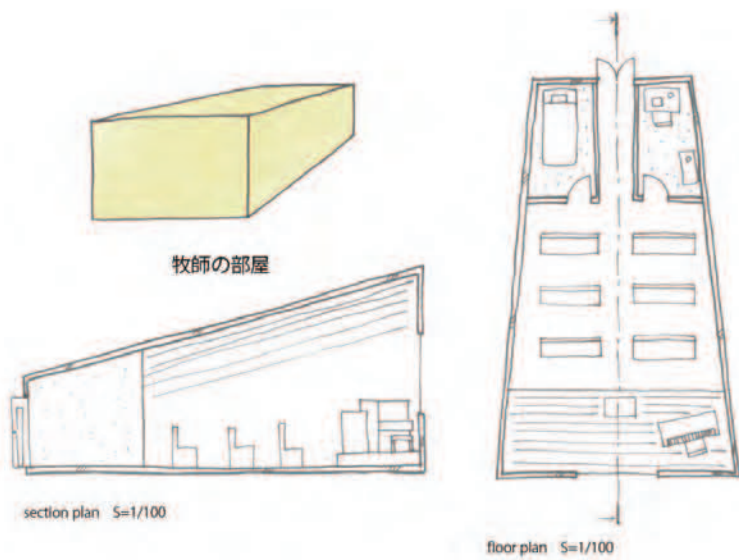 牧師の部屋
section plan S=1/100
floor plan S=1/100